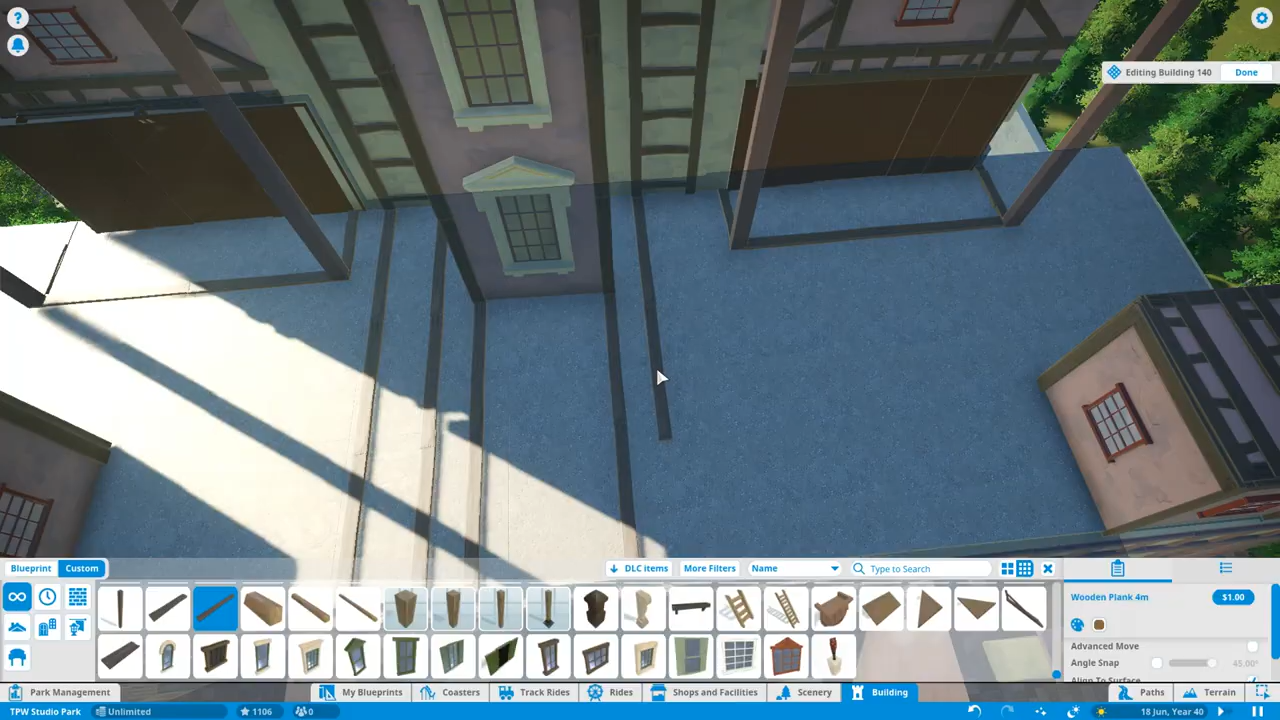 ?
Editing Building 140
Done
Blueprint
Custom
DLC items
More Filters
Name
Type to Search
Wooden Plank 4m
$1.00
Advanced Move
Angle Snap
45.00°
Park Management
My Blueprints
Coasters
Track Rides
Rides
Shops and Facilities
Scenery
Building
Paths
Terrain
TPW Studio Park
Unlimited
1106
0
18 Jun, Year 40